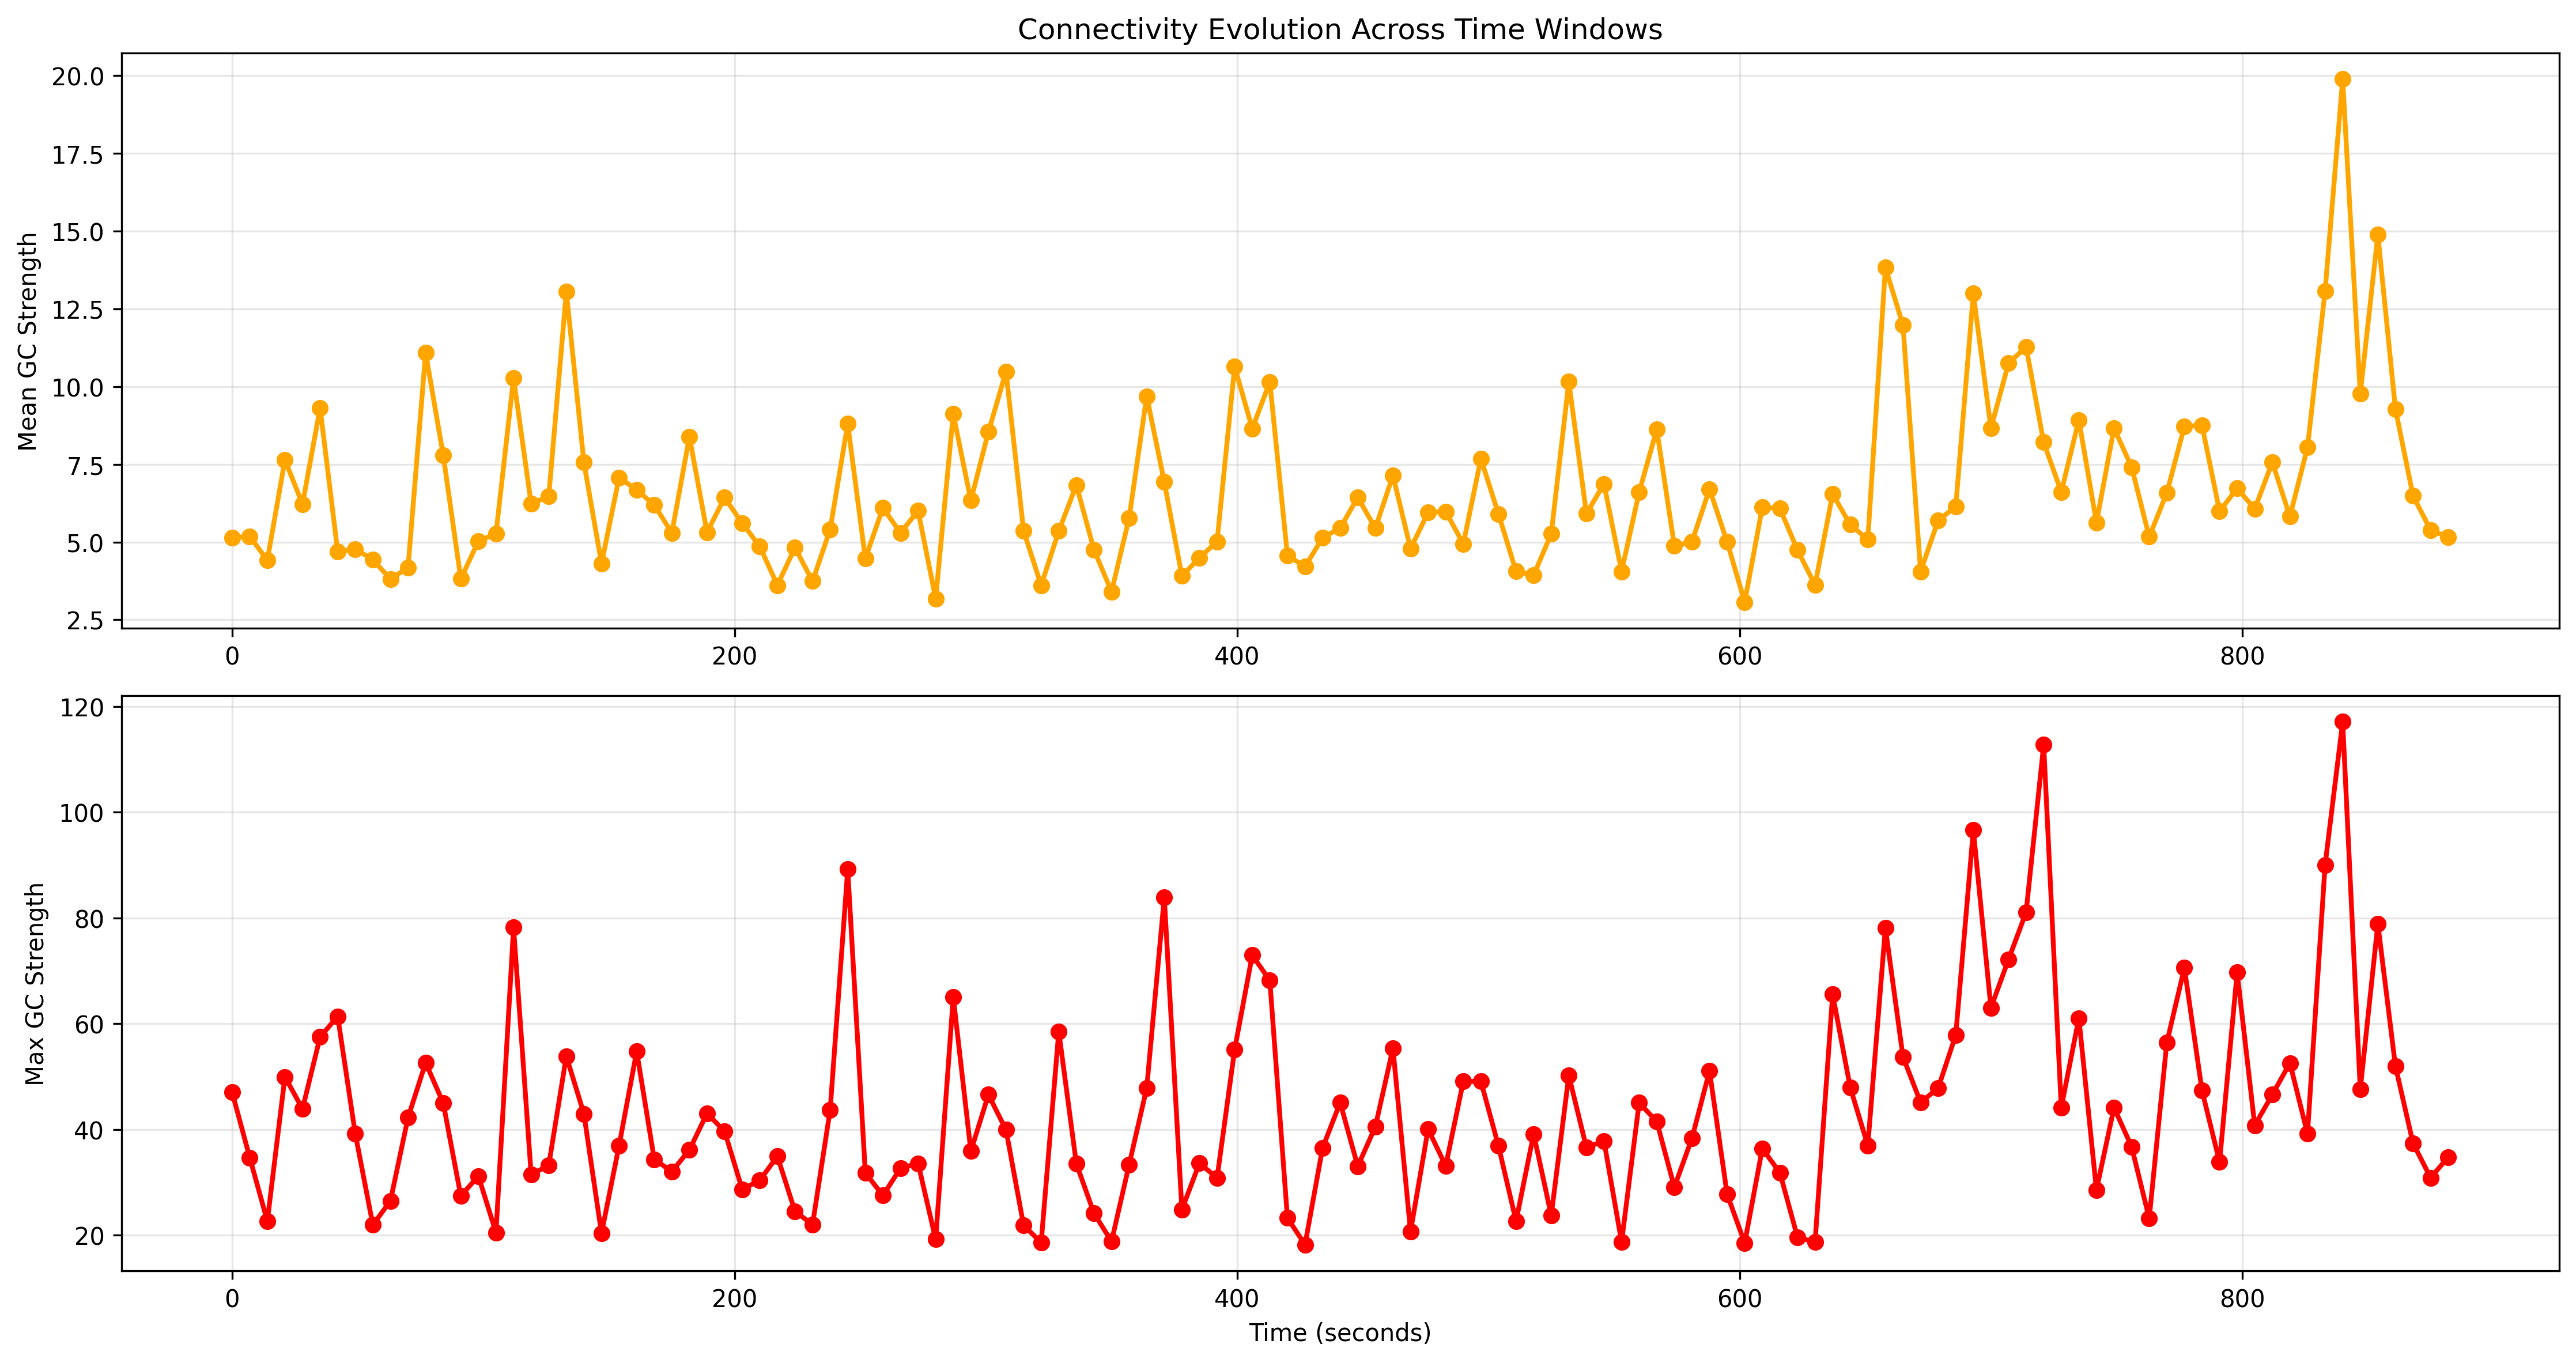 Connectivity Evolution Across Time Windows
Mean GC Strength
20.0
17.5
15.0
12.5
10.0
7.5
5.0
2.5
0 200 400 600 800
Max GC Strength
120
100
80
60
40
20
0 200 400 600 800
Time (seconds)